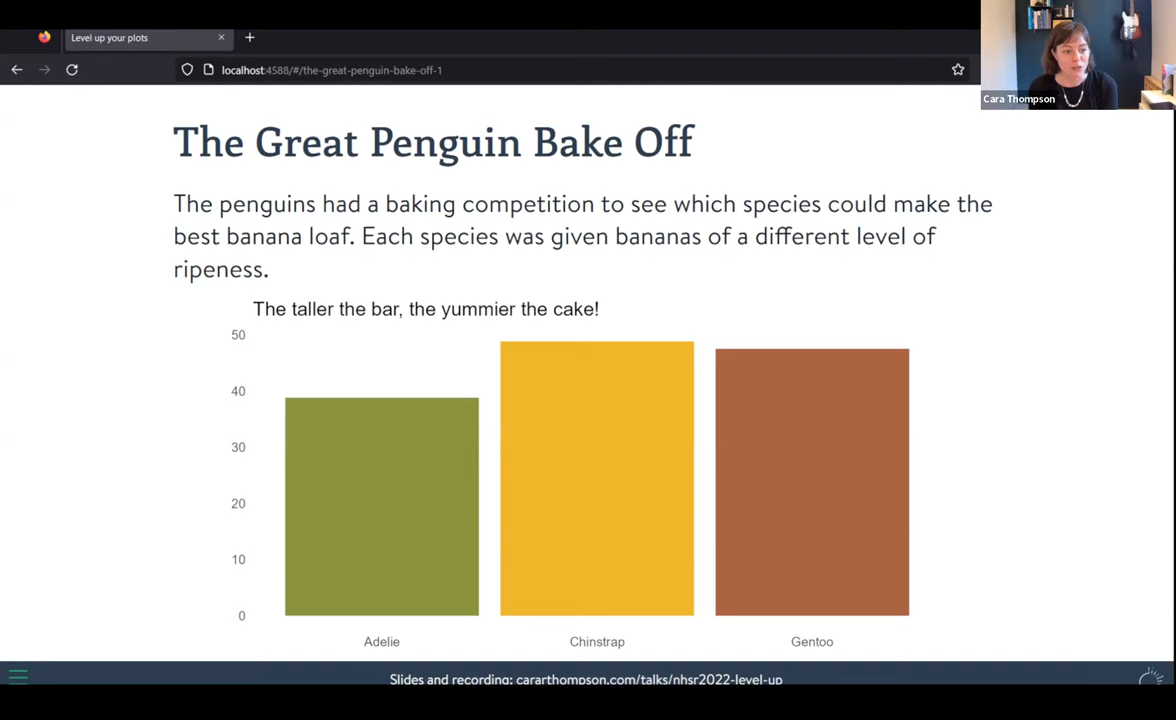 Level up your plots
localhost:4588/#/the-great-penguin-bake-off-1
Cara Thompson
The Great Penguin Bake Off
The penguins had a baking competition to see which species could make the
best banana loaf. Each species was given bananas of a different level of
ripeness.
The taller the bar, the yummier the cake!
50
40
30
20
10
0
Adelie
Chinstrap
Gentoo
Slides and recording: cararthompson.com/talks/nhsr2022-level-up